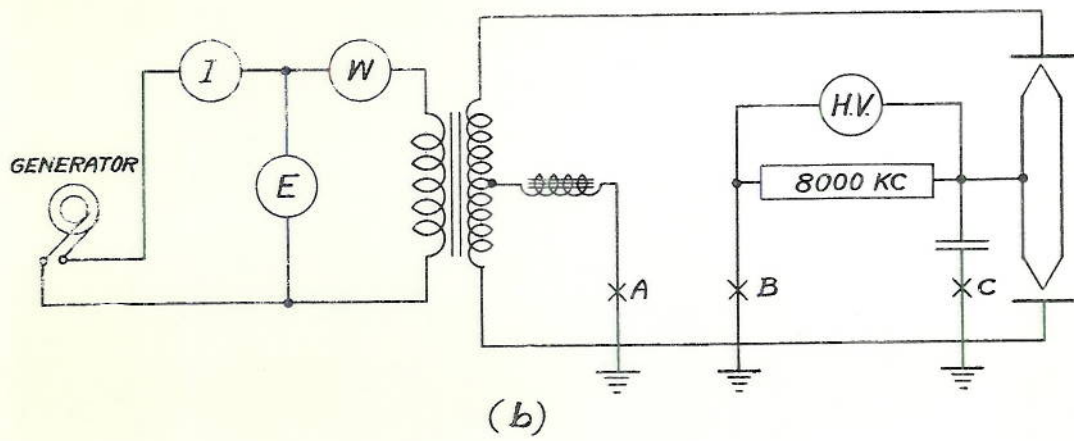 I
W
GENERATOR
E
H.V.
8000 KC
A
B
C
(b)